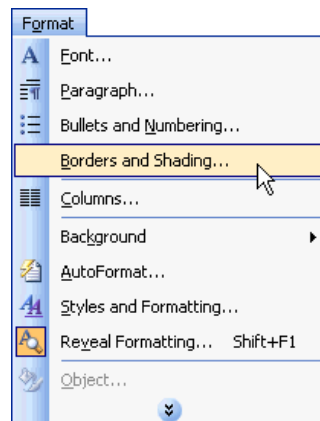 Format
Font...
Paragraph...
Bullets and Numbering...
Borders and Shading...
Columns...
Background
AutoFormat...
Styles and Formatting...
Reveal Formatting... Shift+F1
Object...